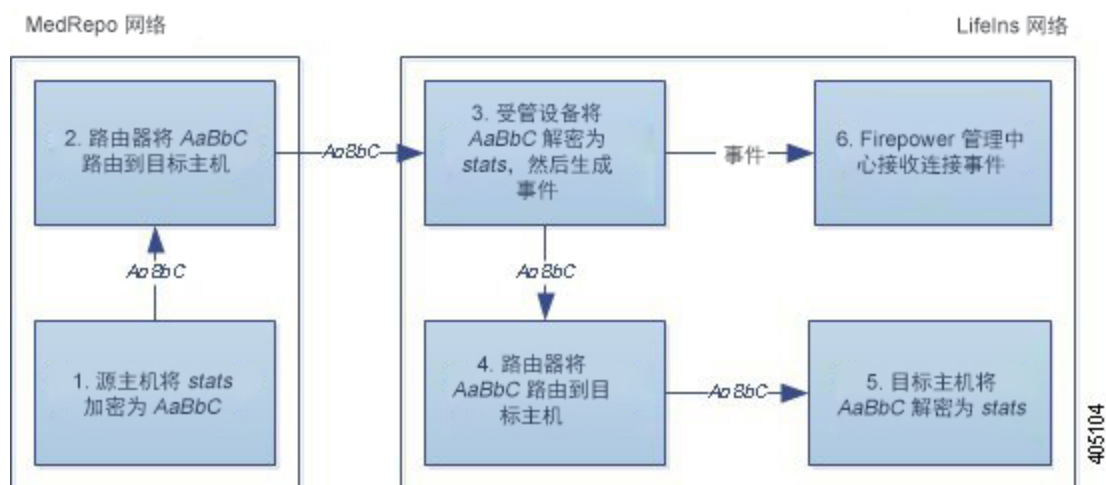 MedRepo 网络
LifeIns 网络
2. 路由器将 AaBbC
路由到目标主机
AaBbC
3. 受管设备将
AaBbC 解密为
stats，然后生成
事件
事件
6. Firepower 管理中
心接收连接事件
AaBbC
AaBbC
1. 源主机将 stats
加密为 AaBbC
4. 路由器将
AaBbC 路由到目
标主机
AaBbC
5. 目标主机将
AaBbC 解密为 stats
405104